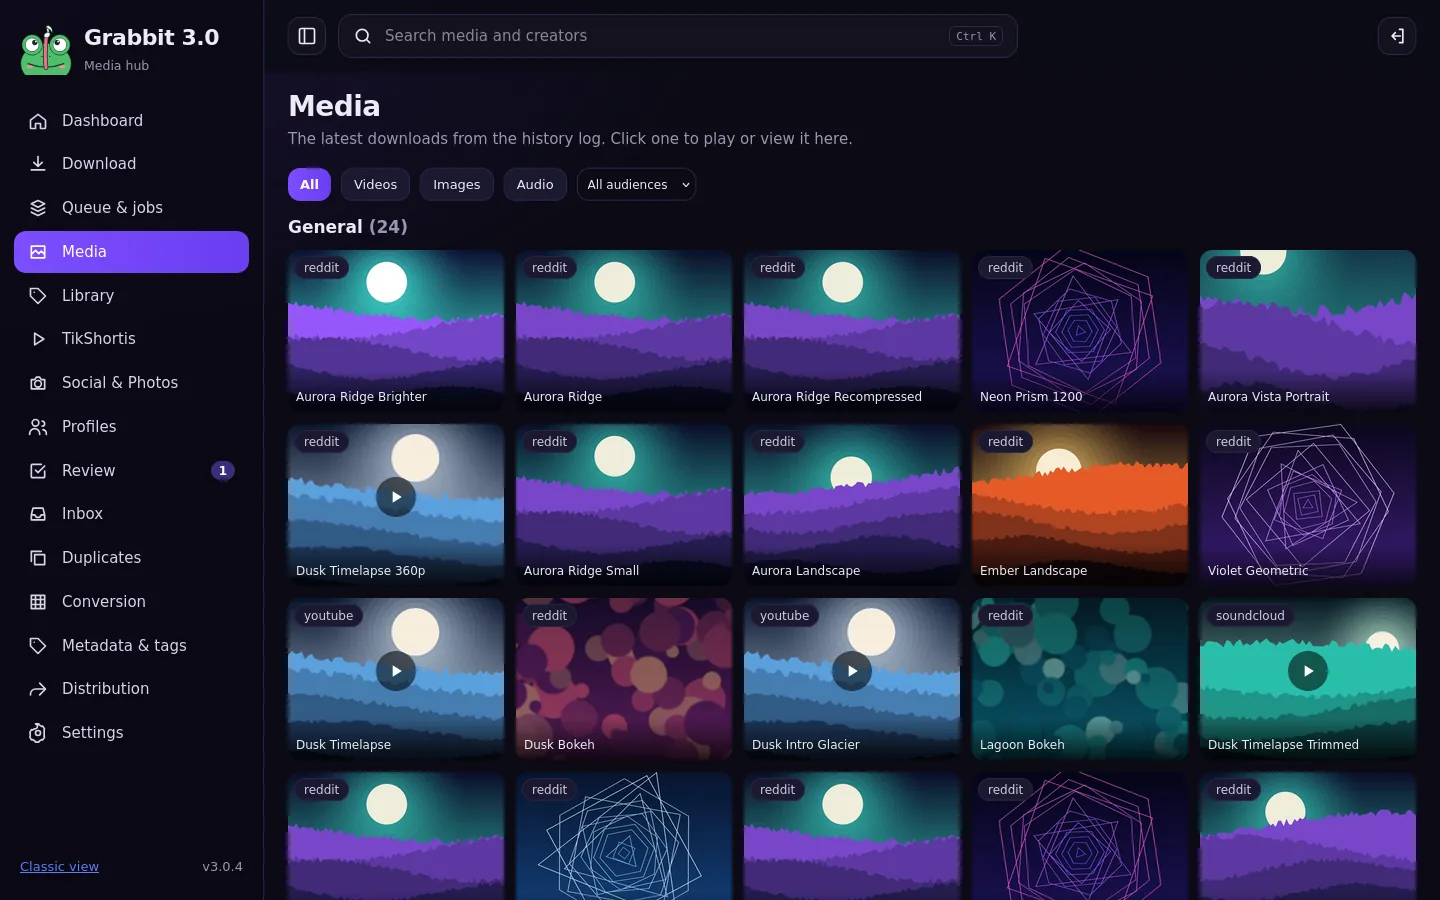 Grabbit 3.0
Media hub
Dashboard
Download
Queue & jobs
Media
Library
TikShortis
Social & Photos
Profiles
Review 1
Inbox
Duplicates
Conversion
Metadata & tags
Distribution
Settings
Classic view v3.0.4
Search media and creators Ctrl K
Media
The latest downloads from the history log. Click one to play or view it here.
All Videos Images Audio All audiences
General (24)
reddit reddit reddit reddit reddit
Aurora Ridge Brighter Aurora Ridge Aurora Ridge Recompressed Neon Prism 1200 Aurora Vista Portrait
reddit reddit reddit reddit reddit
Dusk Timelapse 360p Aurora Ridge Small Aurora Landscape Ember Landscape Violet Geometric
youtube reddit youtube reddit soundcloud
Dusk Timelapse Dusk Bokeh Dusk Intro Glacier Lagoon Bokeh Dusk Timelapse Trimmed
reddit reddit reddit reddit reddit